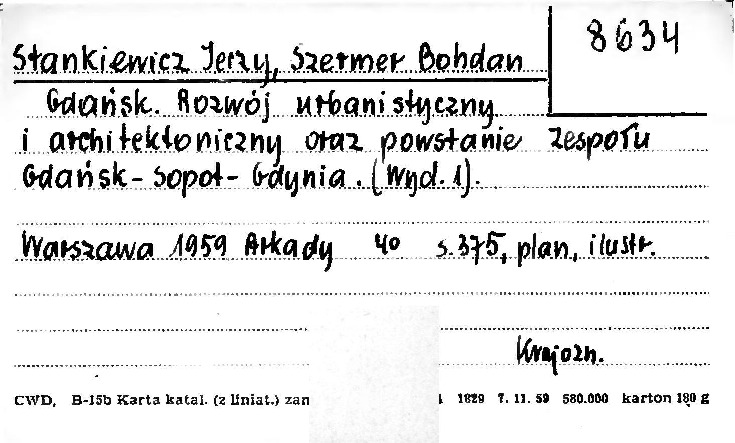 8634
Stankiewicz Jerzy, Szermer Bohdan
Gdańsk. Rozwój urbanistyczny
i architektoniczny oraz powstanie zespołu
Gdańsk-Sopot-Gdynia. (Wyd. 1).
Warszawa 1959 Arkady 4o s.375, plan, ilustr.
Krajozn.
CWD, B-15b Karta katal. (z liniat.) zam 1829 7. 11. 59 580.000 karton 180 g